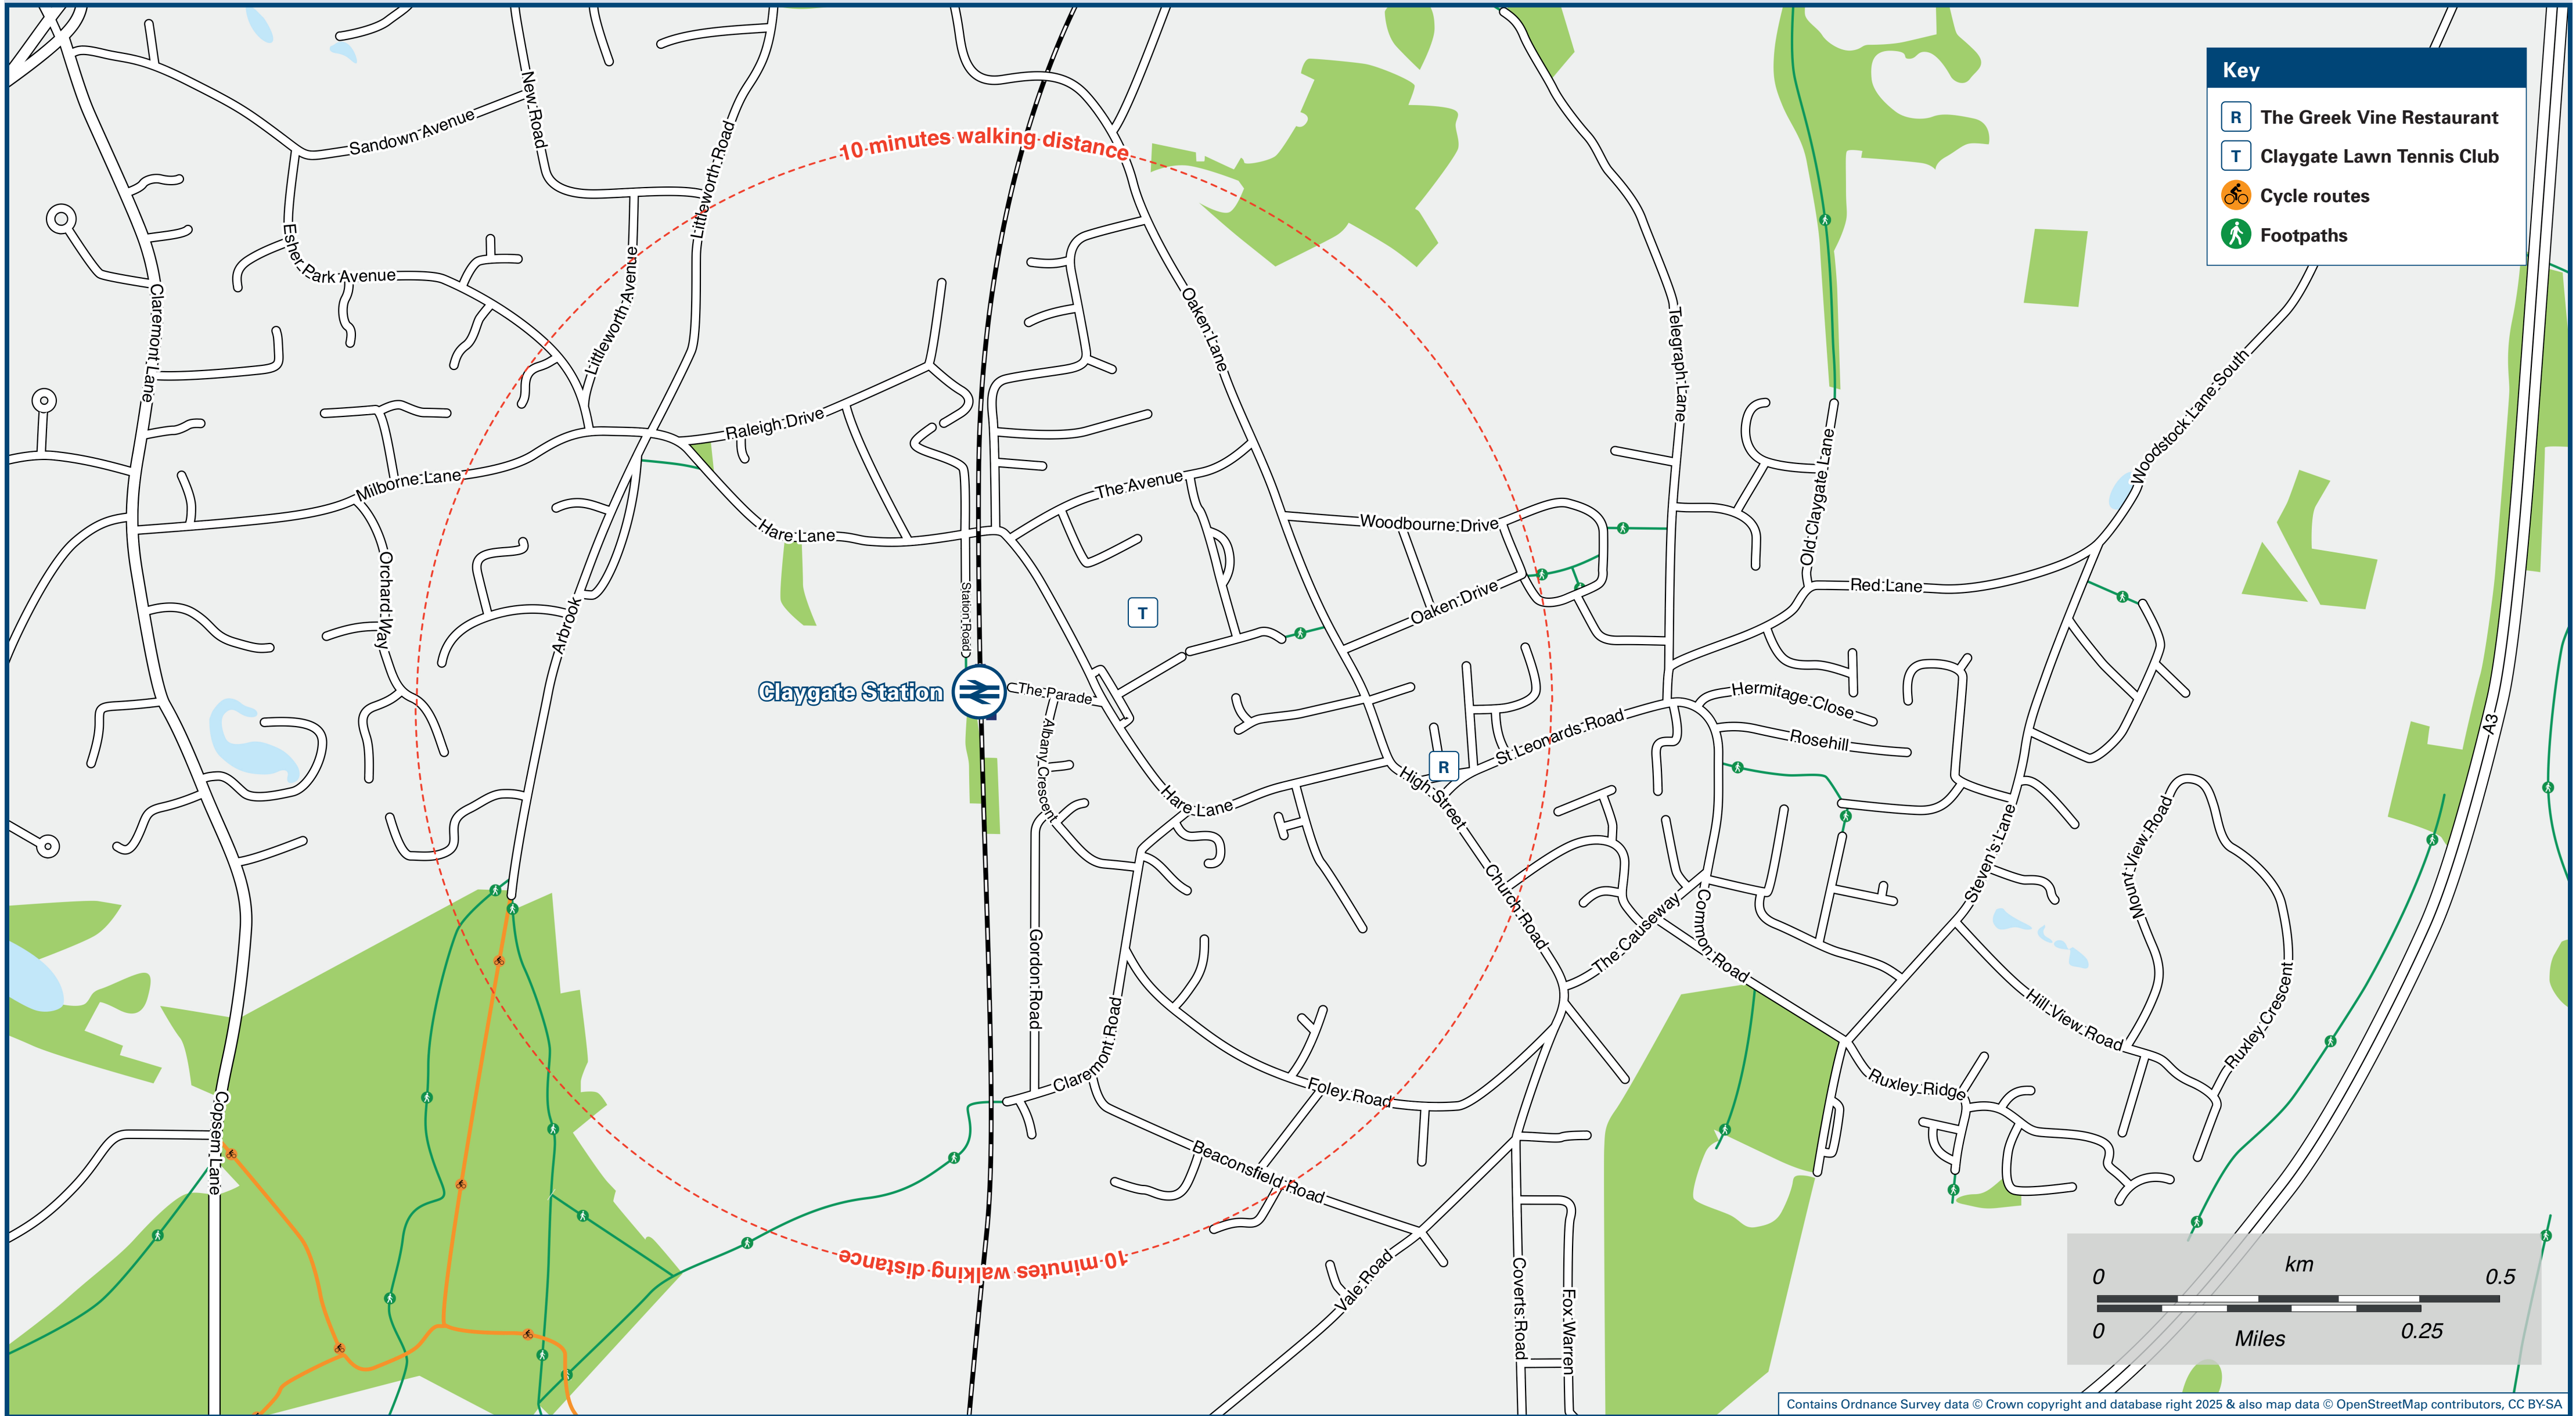 Key
R The Greek Vine Restaurant
T Claygate Lawn Tennis Club
Cycle routes
Footpaths
10 minutes walking distance
New Road
Sandown Avenue
Littleworth Road
Esher Park Avenue
Claremont Lane
Littleworth Avenue
Oaken Lane
Telegraph Lane
Woodstock Lane South
Raleigh Drive
Milborne Lane
The Avenue
Hare Lane
Woodbourne Drive
Old Claygate Lane
Red Lane
Orchard Way
Arbrook
Station Road
T
Oaken Drive
Claygate Station
The Parade
Albany Crescent
Hermitage Close
Rosehill
St Leonards Road
R
High Street
Hare Lane
A3
Church Road
Steven's Lane
Mount View Road
The Causeway
Common Road
Gordon Road
Claremont Road
Hill View Road
Ruxley Crescent
Ruxley Ridge
Foley Road
Copsem Lane
Beaconsfield Road
Vale Road
Coverts Road
Fox Warren
10 minutes walking distance
km
0 0.5
0 0.25
Miles
Contains Ordnance Survey data © Crown copyright and database right 2025 & also map data © OpenStreetMap contributors, CC BY-SA